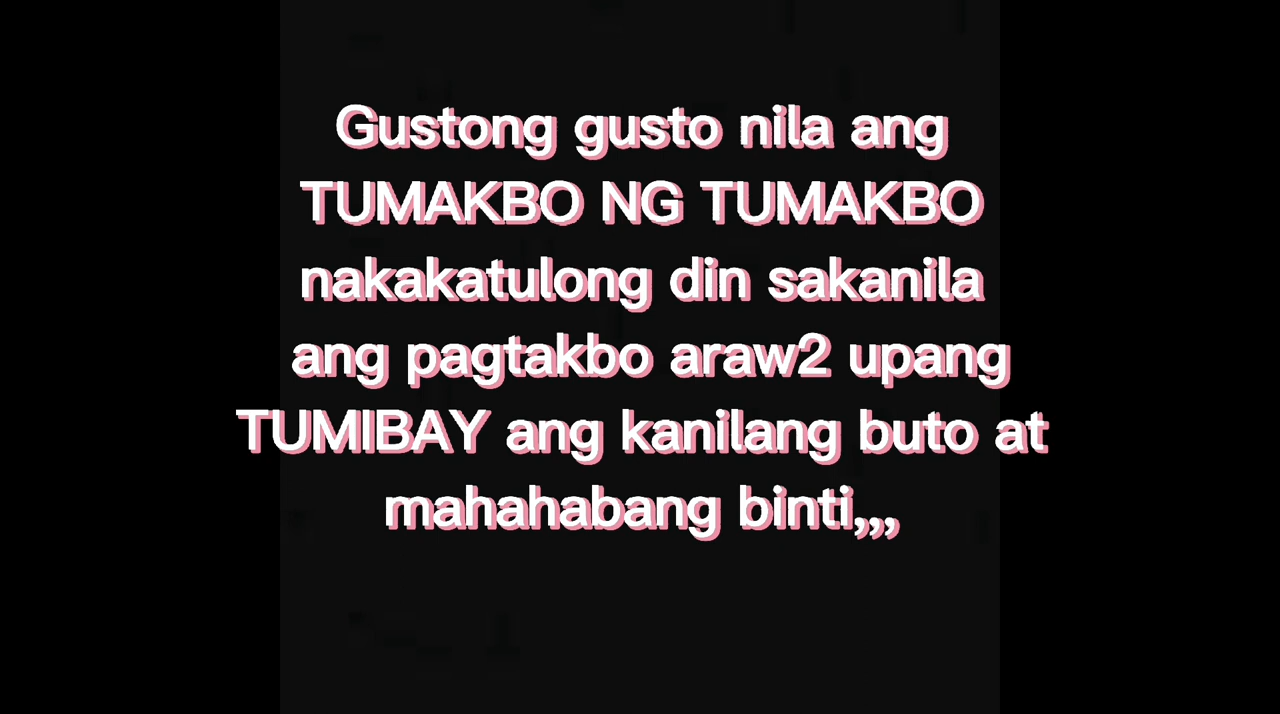 Gustong gusto nila ang
TUMAKBO NG TUMAKBO
nakakatulong din sakanila
ang pagtakbo araw2 upang
TUMIBAY ang kanilang buto at
mahahabang binti,,,